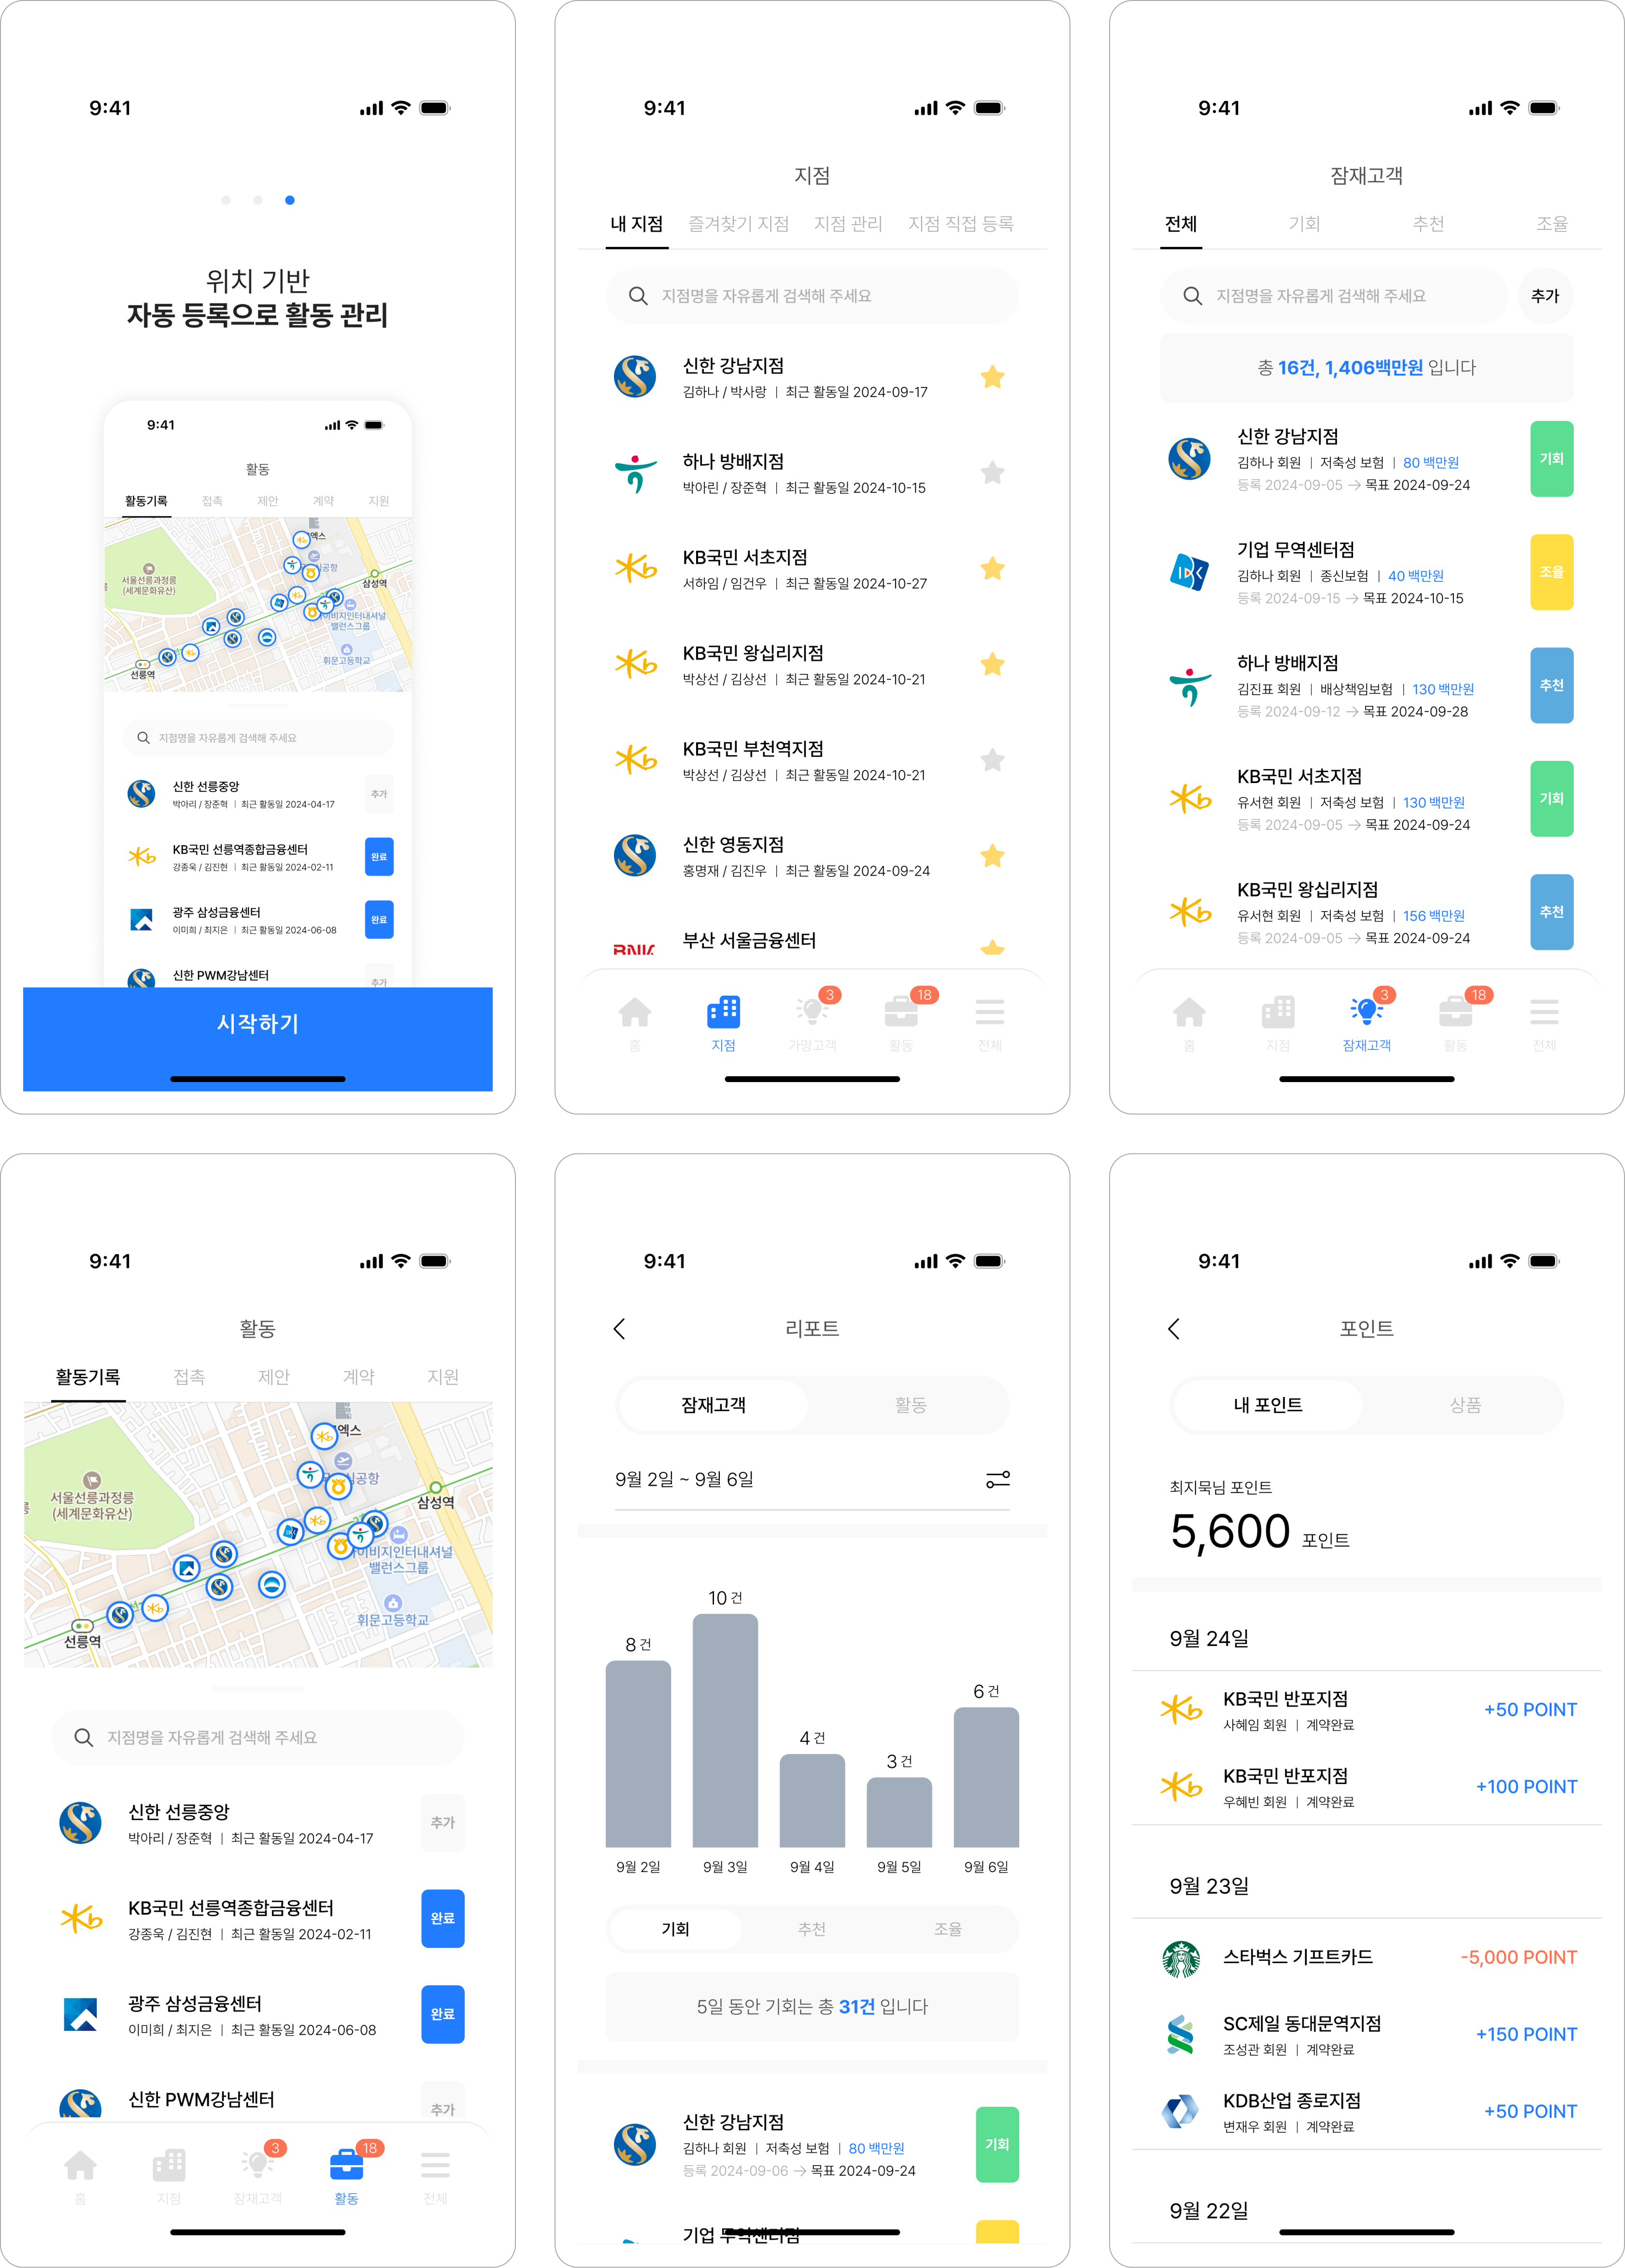 9:41
위치 기반
자동 등록으로 활동 관리
9:41
활동
활동기록 접촉 제안 계약 지원
엑스
공항
서울선릉과정릉
(세계문화유산)
삼성역
아이비지인터내셔널
밸런스그룹
휘문고등학교
선릉역
지점명을 자유롭게 검색해 주세요
신한 선릉중앙
박아리 / 장준혁 | 최근 활동일 2024-04-17
추가
KB국민 선릉역종합금융센터
강종욱 / 김진현 | 최근 활동일 2024-02-11
완료
광주 삼성금융센터
이미희 / 최지은 | 최근 활동일 2024-06-08
완료
신한 PWM강남센터
추가
시작하기
9:41
지점
내 지점 즐겨찾기 지점 지점 관리 지점 직접 등록
지점명을 자유롭게 검색해 주세요
신한 강남지점
김하나 / 박사랑 | 최근 활동일 2024-09-17
하나 방배지점
박아린 / 장준혁 | 최근 활동일 2024-10-15
KB국민 서초지점
서하임 / 임건우 | 최근 활동일 2024-10-27
KB국민 왕십리지점
박상선 / 김상선 | 최근 활동일 2024-10-21
KB국민 부천역지점
박상선 / 김상선 | 최근 활동일 2024-10-21
신한 영동지점
홍명재 / 김진우 | 최근 활동일 2024-09-24
부산 서울금융센터
BNK
3 18
홈 지점 가망고객 활동 전체
9:41
잠재고객
전체 기회 추천 조율
지점명을 자유롭게 검색해 주세요
추가
총 16건, 1,406백만원 입니다
신한 강남지점
김하나 회원 | 저축성 보험 | 80 백만원
등록 2024-09-05 → 목표 2024-09-24
기회
기업 무역센터점
김하나 회원 | 종신보험 | 40 백만원
등록 2024-09-15 → 목표 2024-10-15
조율
하나 방배지점
김진표 회원 | 배상책임보험 | 130 백만원
등록 2024-09-12 → 목표 2024-09-28
추천
KB국민 서초지점
유서현 회원 | 저축성 보험 | 130 백만원
등록 2024-09-05 → 목표 2024-09-24
기회
KB국민 왕십리지점
유서현 회원 | 저축성 보험 | 156 백만원
등록 2024-09-05 → 목표 2024-09-24
추천
3 18
홈 지점 잠재고객 활동 전체
9:41
활동
활동기록 접촉 제안 계약 지원
엑스
공항
서울선릉과정릉
(세계문화유산)
삼성역
아이비지인터내셔널
밸런스그룹
휘문고등학교
선릉역
지점명을 자유롭게 검색해 주세요
신한 선릉중앙
박아리 / 장준혁 | 최근 활동일 2024-04-17
추가
KB국민 선릉역종합금융센터
강종욱 / 김진현 | 최근 활동일 2024-02-11
완료
광주 삼성금융센터
이미희 / 최지은 | 최근 활동일 2024-06-08
완료
신한 PWM강남센터
추가
3 18
홈 지점 잠재고객 활동 전체
9:41
리포트
잠재고객 활동
9월 2일 ~ 9월 6일
8 건
10 건
4 건
3 건
6 건
9월 2일 9월 3일 9월 4일 9월 5일 9월 6일
기회 추천 조율
5일 동안 기회는 총 31건 입니다
신한 강남지점
김하나 회원 | 저축성 보험 | 80 백만원
등록 2024-09-06 → 목표 2024-09-24
기회
기업 무역센터점
9:41
포인트
내 포인트 상품
최지묵님 포인트
5,600 포인트
9월 24일
KB국민 반포지점
사혜임 회원 | 계약완료
+50 POINT
KB국민 반포지점
우혜빈 회원 | 계약완료
+100 POINT
9월 23일
스타벅스 기프트카드
-5,000 POINT
SC제일 동대문역지점
조성관 회원 | 계약완료
+150 POINT
KDB산업 종로지점
변재우 회원 | 계약완료
+50 POINT
9월 22일